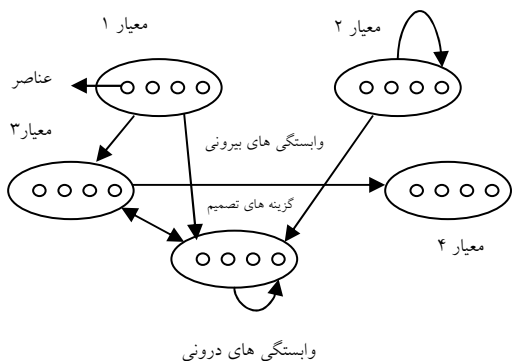 معیار ۱
معیار ۲
عناصر
معیار۳
وابستگی های بیرونی
گزینه های تصمیم
معیار ۴
وابستگی های درونی